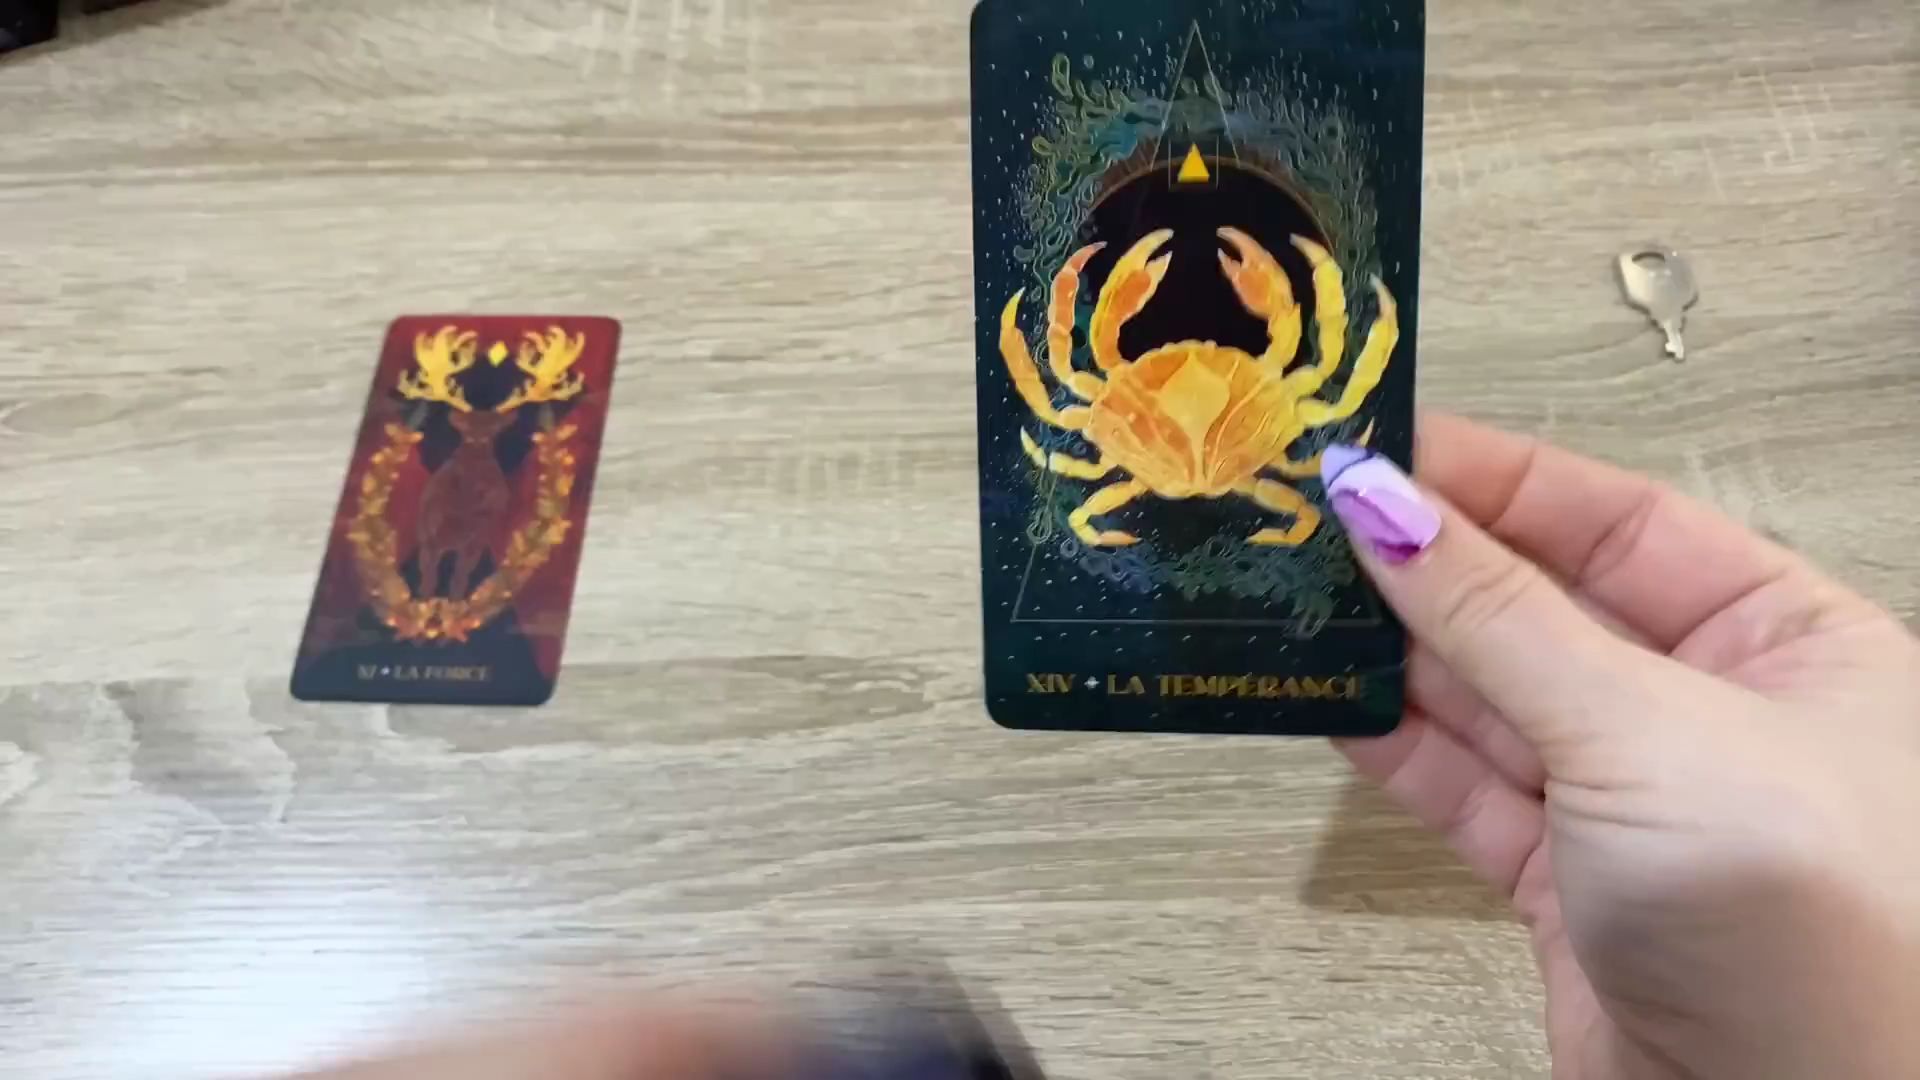 XI ✦ LA FORCE
XIV ✦ LA TEMPÉRANCE